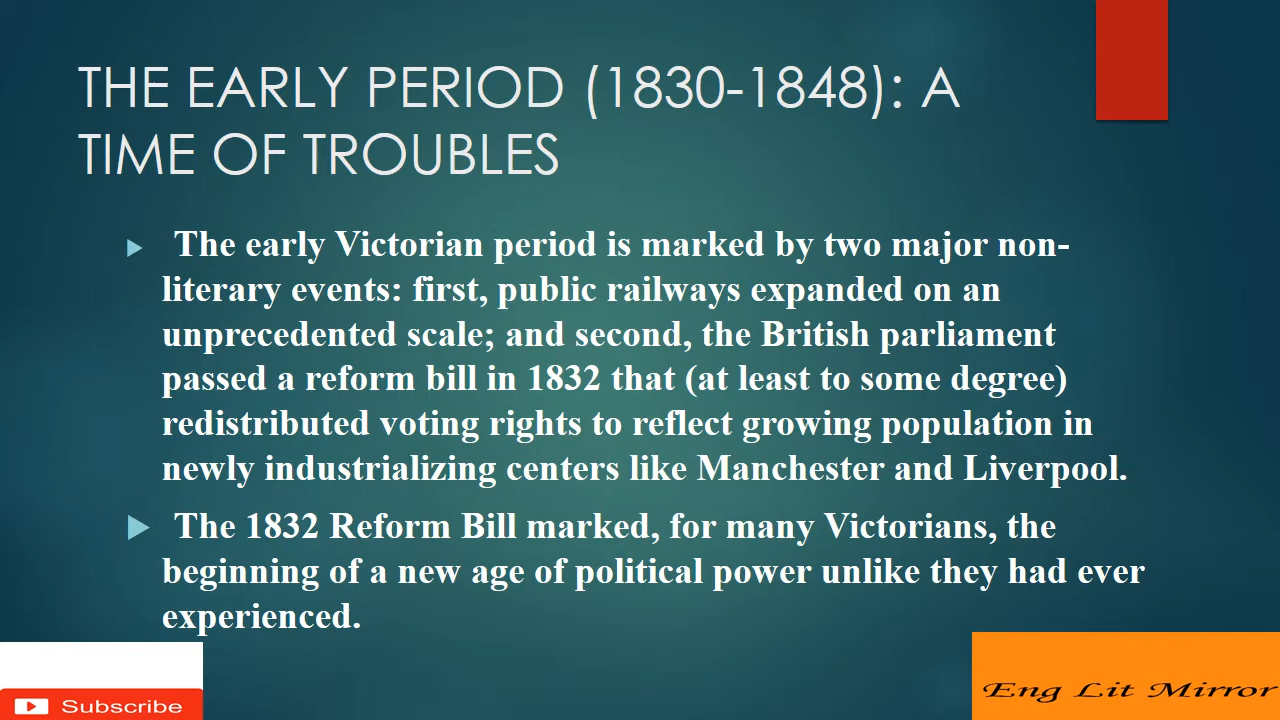 THE EARLY PERIOD (1830-1848): A
TIME OF TROUBLES
The early Victorian period is marked by two major non-
literary events: first, public railways expanded on an
unprecedented scale; and second, the British parliament
passed a reform bill in 1832 that (at least to some degree)
redistributed voting rights to reflect growing population in
newly industrializing centers like Manchester and Liverpool.
The 1832 Reform Bill marked, for many Victorians, the
beginning of a new age of political power unlike they had ever
experienced.
Subscribe
Eng Lit Mirror